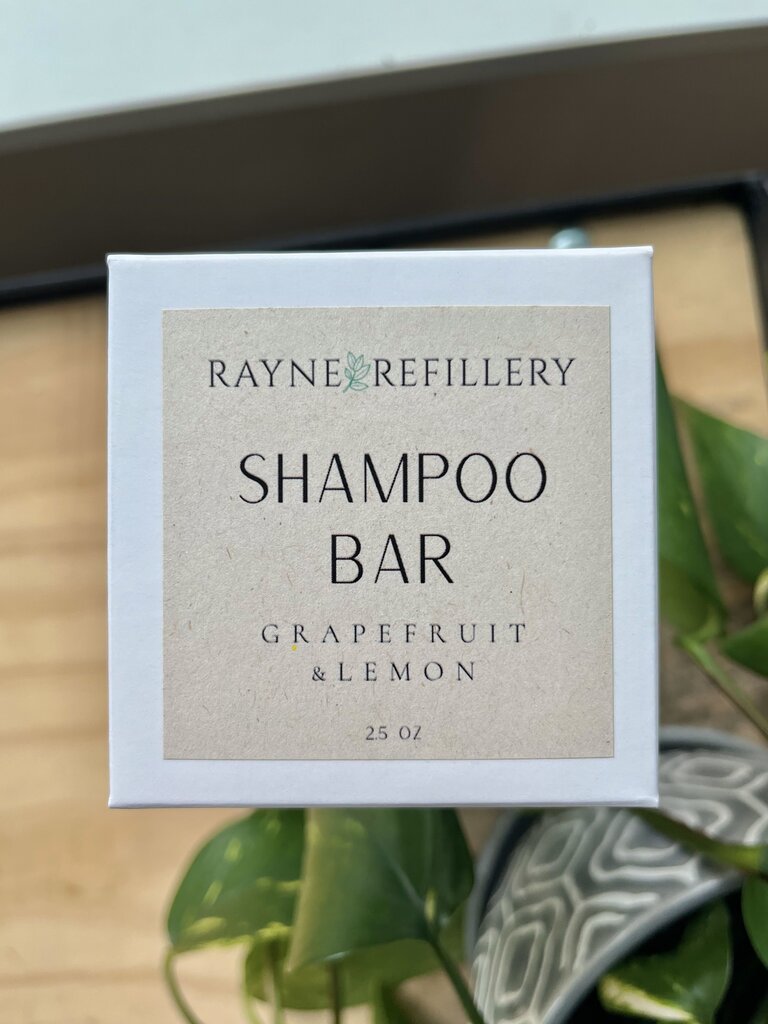 RAYNE REFILLERY
SHAMPOO
BAR
GRAPEFRUIT
& LEMON
2.5 OZ